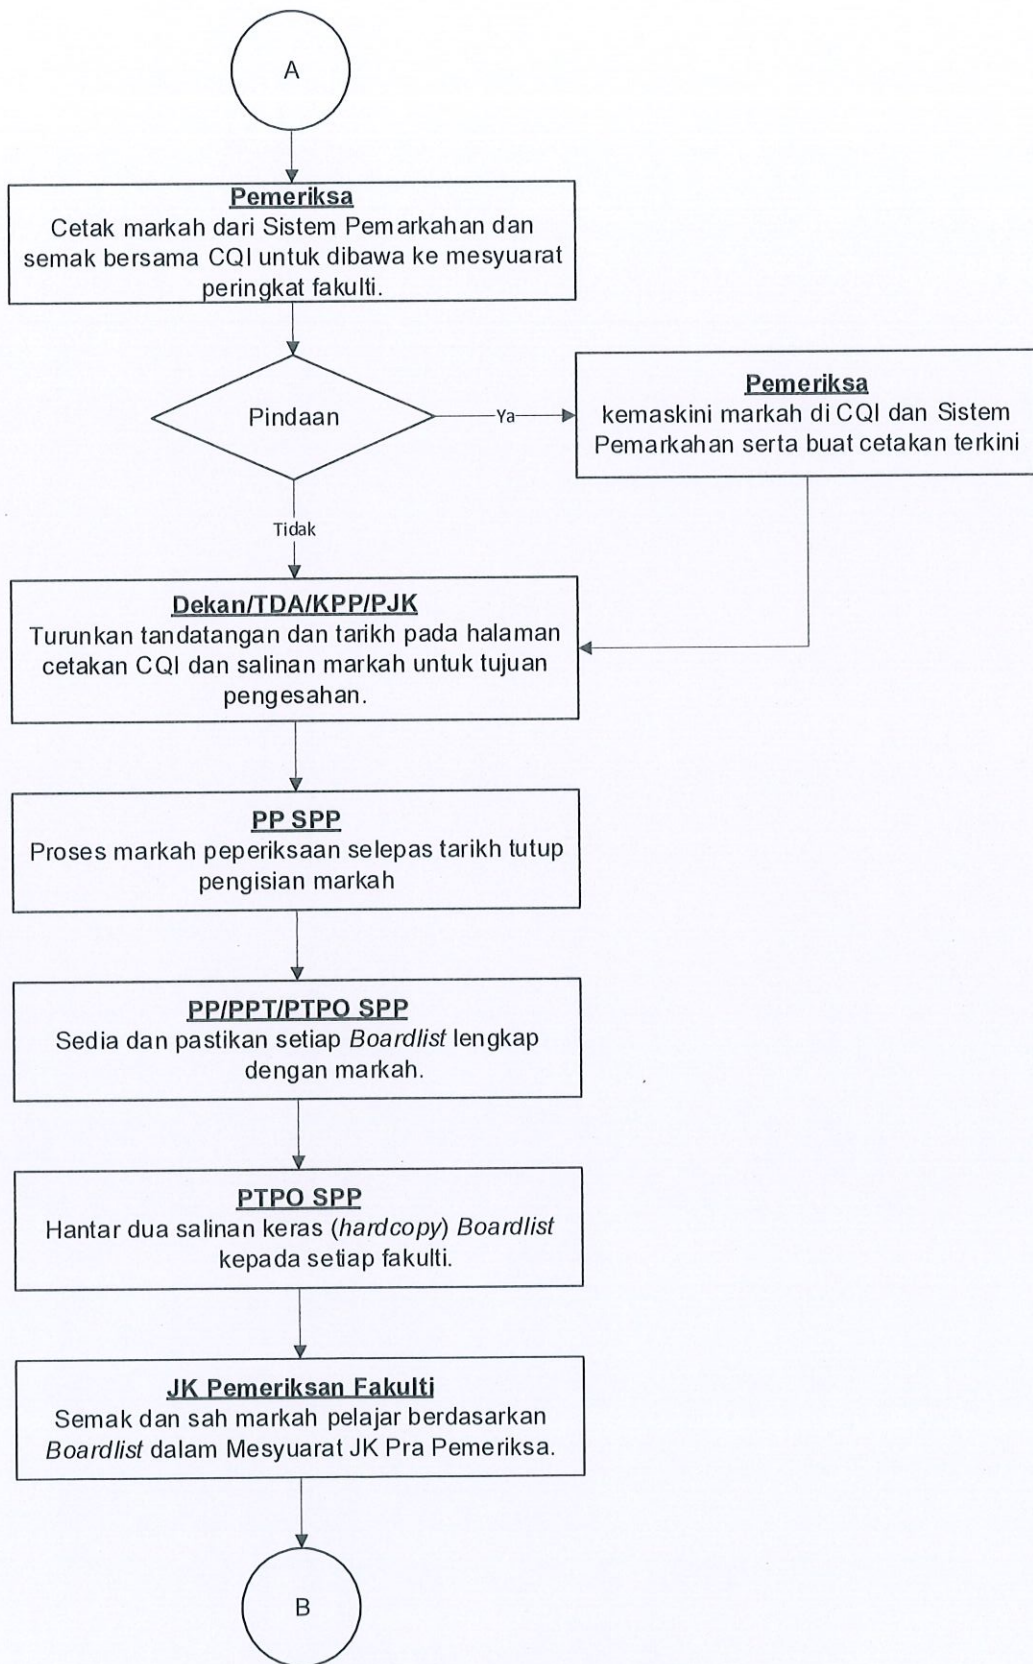 A
Pemeriksa
Cetak markah dari Sistem Pemarkahan dan
semak bersama CQI untuk dibawa ke mesyuarat
peringkat fakulti.
Pindaan
Ya
Pemeriksa
kemaskini markah di CQI dan Sistem
Pemarkahan serta buat cetakan terkini
Tidak
Dekan/TDA/KPP/PJK
Turunkan tandatangan dan tarikh pada halaman
cetakan CQI dan salinan markah untuk tujuan
pengesahan.
PP SPP
Proses markah peperiksaan selepas tarikh tutup
pengisian markah
PP/PPT/PTPO SPP
Sedia dan pastikan setiap Boardlist lengkap
dengan markah.
PTPO SPP
Hantar dua salinan keras (hardcopy) Boardlist
kepada setiap fakulti.
JK Pemeriksan Fakulti
Semak dan sah markah pelajar berdasarkan
Boardlist dalam Mesyuarat JK Pra Pemeriksa.
B